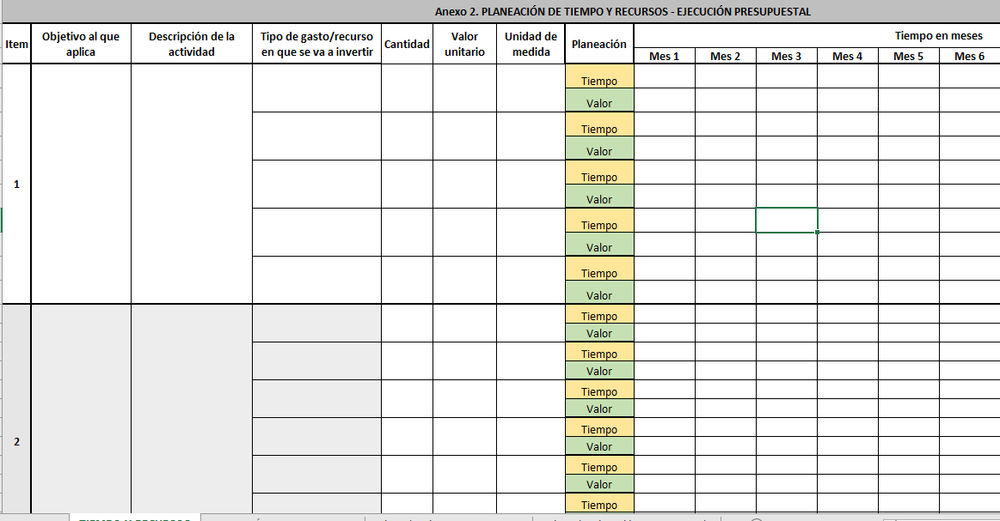 Anexo 2. PLANEACIÓN DE TIEMPO Y RECURSOS - EJECUCIÓN PRESUPUESTAL
Item
Objetivo al que
aplica
Descripción de la
actividad
Tipo de gasto/recurso
en que se va a invertir
Cantidad
Valor
unitario
Unidad de
medida
Planeación
Tiempo en meses
Mes 1 Mes 2 Mes 3 Mes 4 Mes 5 Mes 6
1
Tiempo
Valor
Tiempo
Valor
Tiempo
Valor
Tiempo
Valor
Tiempo
Valor
2
Tiempo
Valor
Tiempo
Valor
Tiempo
Valor
Tiempo
Valor
Tiempo
Valor
Tiempo
TIEMPO Y RECURSOS